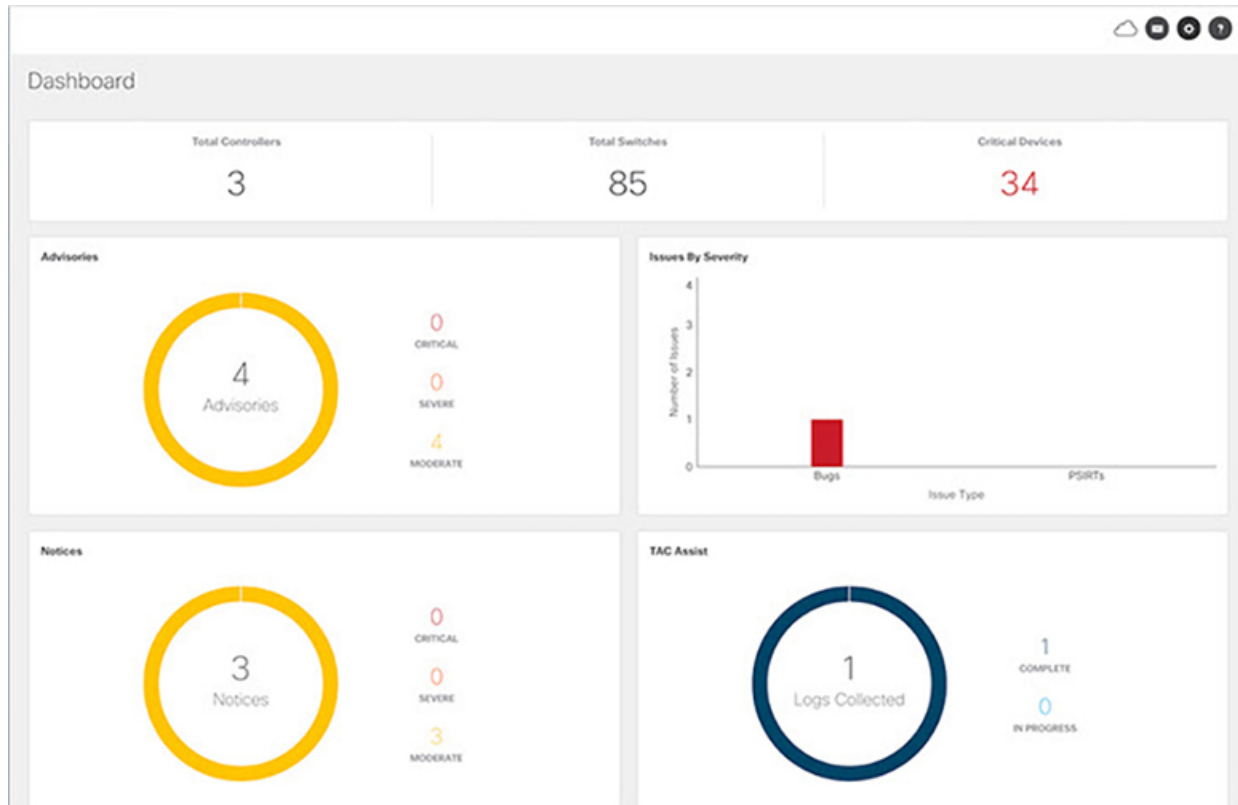 Dashboard
Total Controllers
3
Total Switches
85
Critical Devices
34
Advisories
4
Advisories
0
CRITICAL
0
SEVERE
4
MODERATE
Issues By Severity
4
3
2
1
0
Number of Issues
Bugs
PSIRTs
Issue Type
Notices
3
Notices
0
CRITICAL
0
SEVERE
3
MODERATE
TAC Assist
1
Logs Collected
1
COMPLETE
0
IN PROGRESS